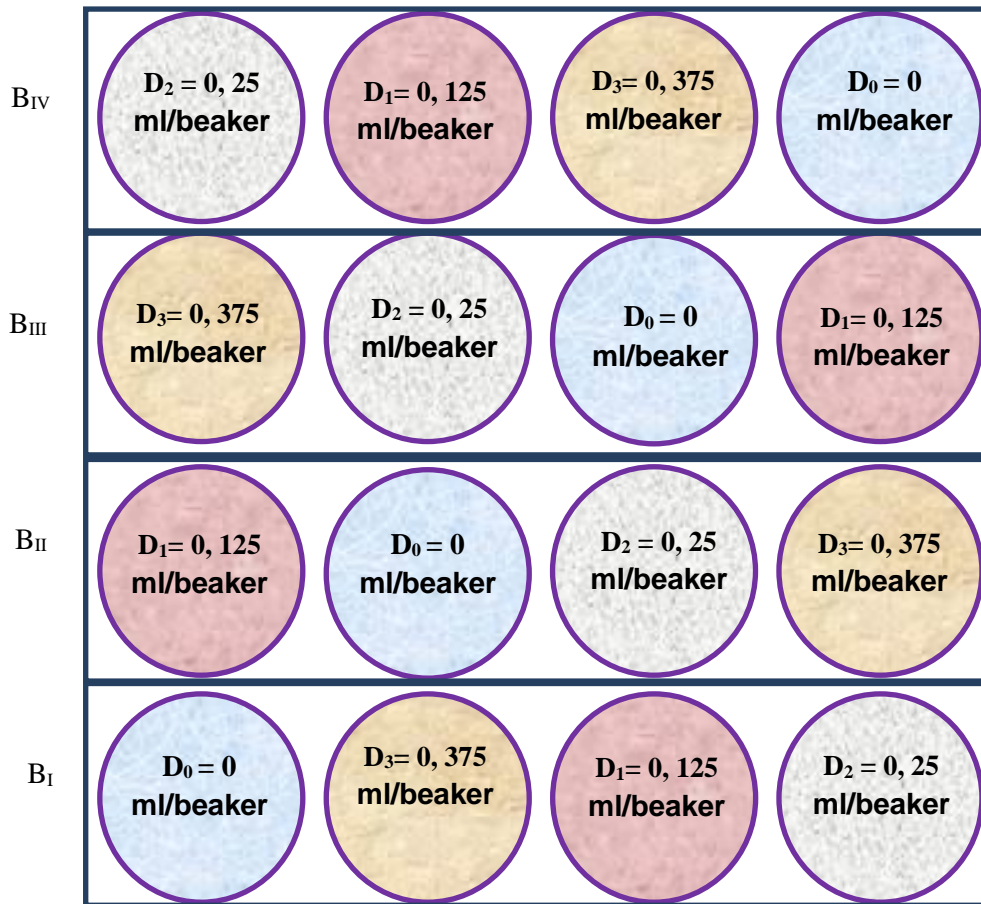 B_IV
D₂ = 0, 25
ml/beaker
D₁= 0, 125
ml/beaker
D₃= 0, 375
ml/beaker
D₀ = 0
ml/beaker
B_III
D₃= 0, 375
ml/beaker
D₂ = 0, 25
ml/beaker
D₀ = 0
ml/beaker
D₁= 0, 125
ml/beaker
B_II
D₁= 0, 125
ml/beaker
D₀ = 0
ml/beaker
D₂ = 0, 25
ml/beaker
D₃= 0, 375
ml/beaker
B_I
D₀ = 0
ml/beaker
D₃= 0, 375
ml/beaker
D₁= 0, 125
ml/beaker
D₂ = 0, 25
ml/beaker